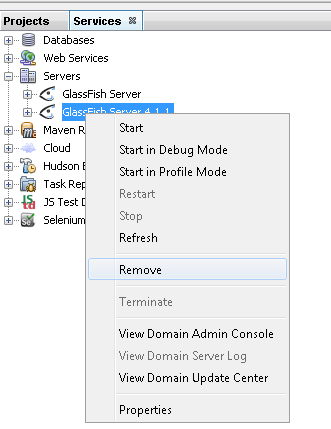 Projects
Services
Databases
Web Services
Servers
GlassFish Server
GlassFish Server 4.1.1
Maven R
Cloud
Hudson B
Task Rep
JS Test D
Selenium
Start
Start in Debug Mode
Start in Profile Mode
Restart
Stop
Refresh
Remove
Terminate
View Domain Admin Console
View Domain Server Log
View Domain Update Center
Properties